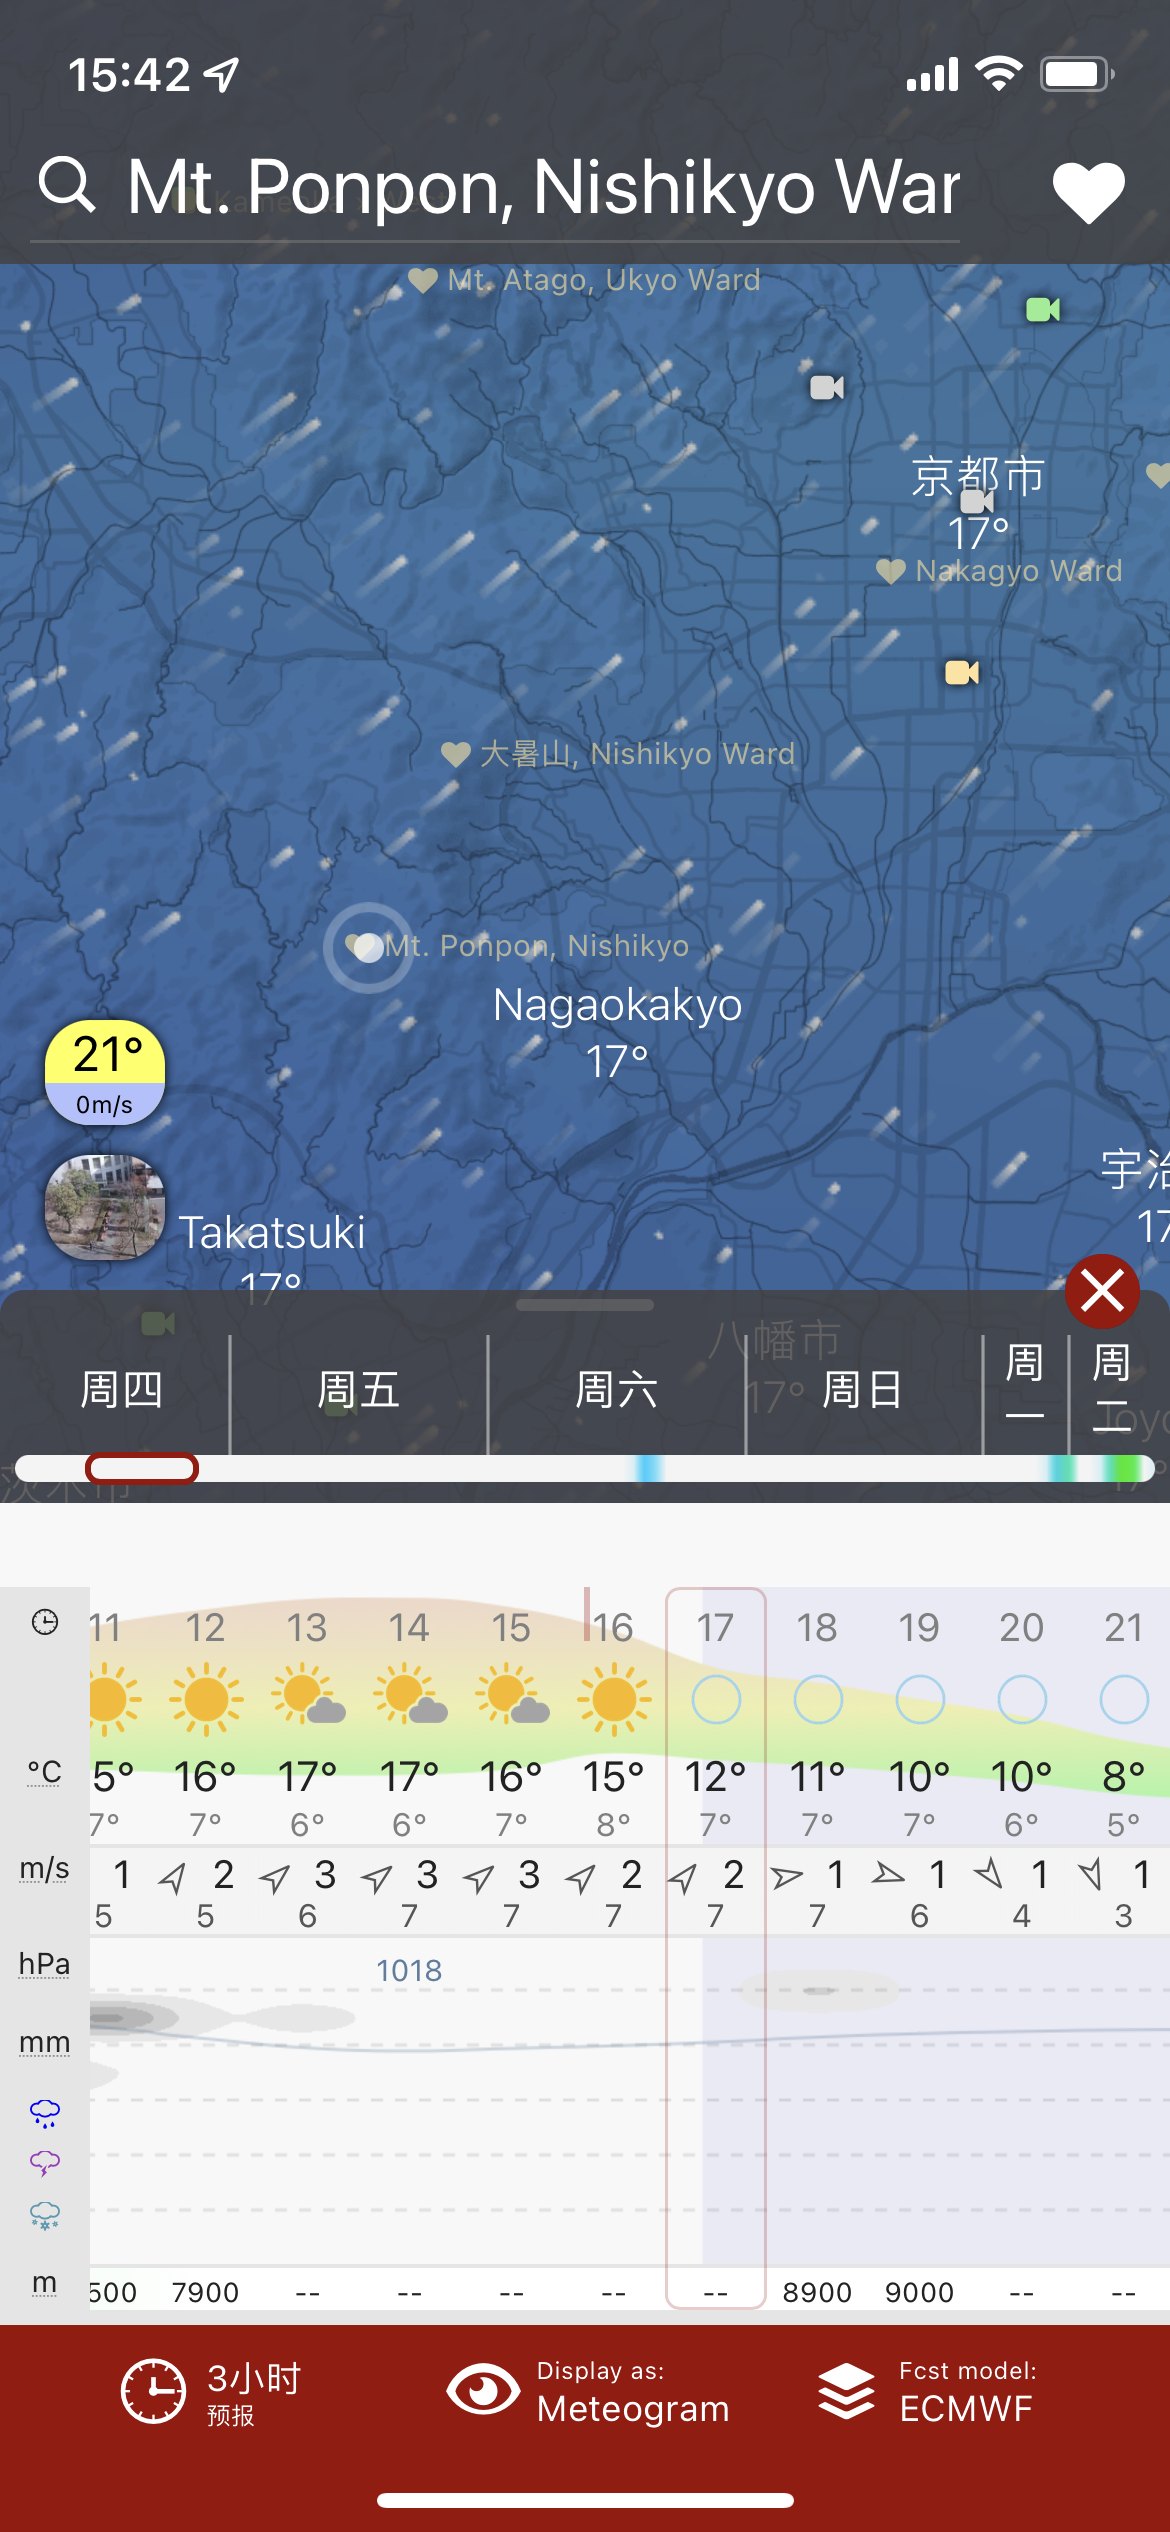 15:42
Mt. Ponpon, Nishikyo War
Mt. Atago, Ukyo Ward
京都市
17°
Nakagyo Ward
大暑山, Nishikyo Ward
Mt. Ponpon, Nishikyo
Nagaokakyo
17°
21°
0m/s
宇治
17
Takatsuki
17°
八幡市
17°
周四 周五 周六 周日 周一 周二
Joyo
茨木市
11 12 13 14 15 16 17 18 19 20 21
°C 5° 16° 17° 17° 16° 15° 12° 11° 10° 10° 8°
7° 7° 6° 6° 7° 8° 7° 7° 7° 6° 5°
m/s 1 2 3 3 3 2 2 1 1 1 1
5 5 6 7 7 7 7 7 6 4 3
hPa 1018
mm
m 500 7900 -- -- -- -- -- 8900 9000 -- --
3小时
预报
Display as:
Meteogram
Fcst model:
ECMWF